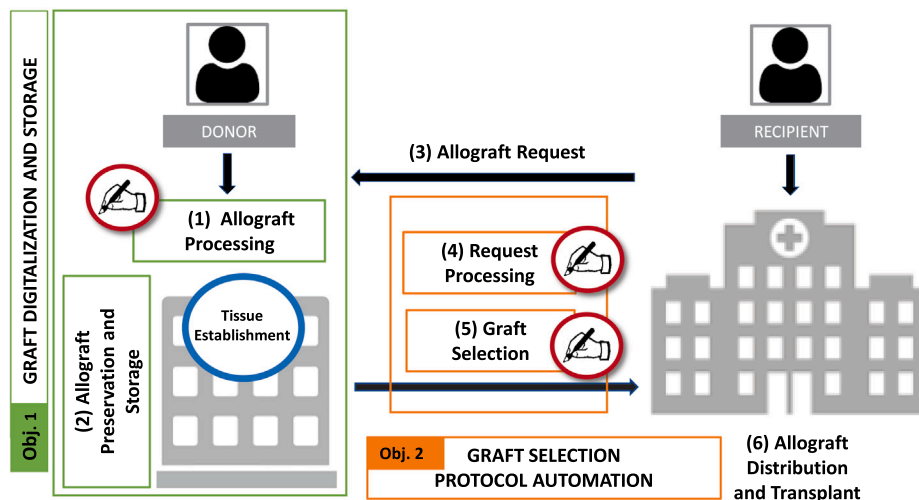 GRAFT DIGITALIZATION AND STORAGE
Obj. 1
DONOR
(1) Allograft
Processing
(2) Allograft
Preservation and
Storage
Tissue
Establishment
(3) Allograft Request
(4) Request
Processing
(5) Graft
Selection
Obj. 2
GRAFT SELECTION
PROTOCOL AUTOMATION
RECIPIENT
(6) Allograft
Distribution
and Transplant